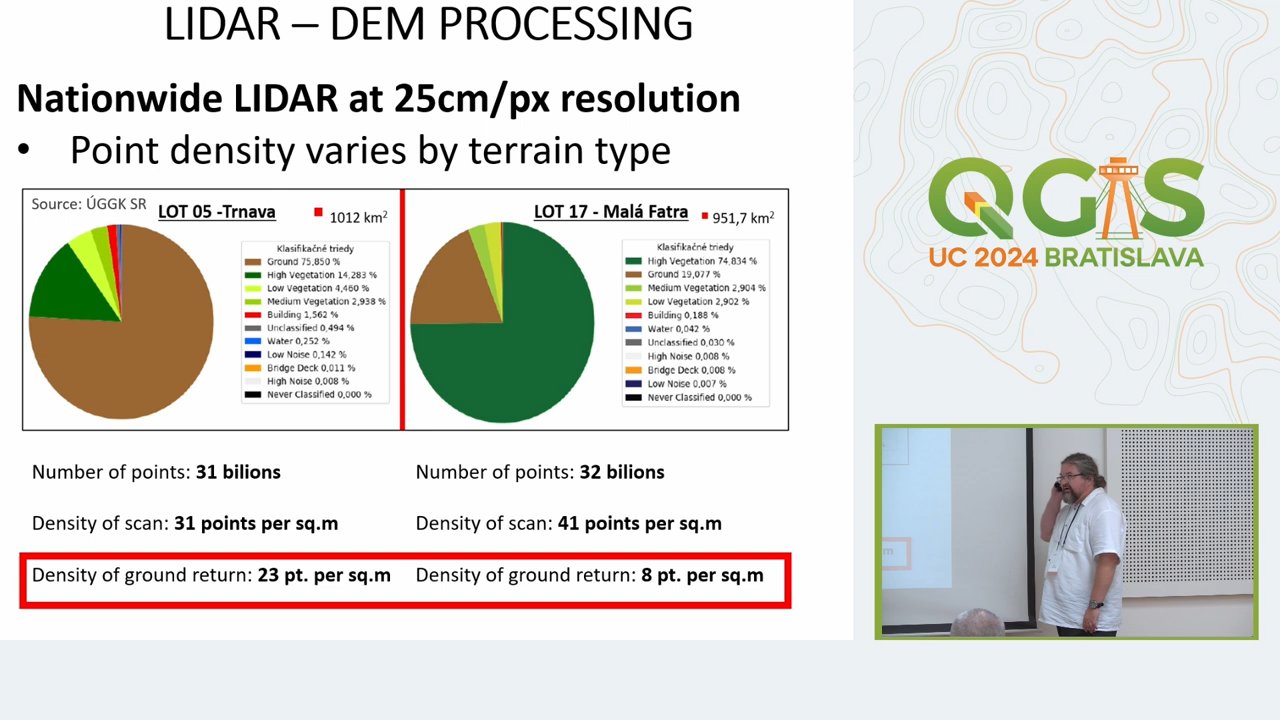 LIDAR – DEM PROCESSING
Nationwide LIDAR at 25cm/px resolution
• Point density varies by terrain type
Source: ÚGGK SR
LOT 05 -Trnava
1012 km²
Klasifikačné triedy
Ground 75,850 %
High Vegetation 14,283 %
Low Vegetation 4,460 %
Medium Vegetation 2,938 %
Building 1,562 %
Unclassified 0,494 %
Water 0,252 %
Low Noise 0,142 %
Bridge Deck 0,011 %
High Noise 0,008 %
Never Classified 0,000 %
LOT 17 - Malá Fatra
951,7 km²
Klasifikačné triedy
High Vegetation 74,834 %
Ground 19,077 %
Medium Vegetation 2,904 %
Low Vegetation 2,902 %
Building 0,188 %
Water 0,042 %
Unclassified 0,030 %
High Noise 0,008 %
Bridge Deck 0,008 %
Low Noise 0,007 %
Never Classified 0,000 %
Number of points: 31 bilions
Number of points: 32 bilions
Density of scan: 31 points per sq.m
Density of scan: 41 points per sq.m
Density of ground return: 23 pt. per sq.m
Density of ground return: 8 pt. per sq.m
QGIS
UC 2024 BRATISLAVA
m